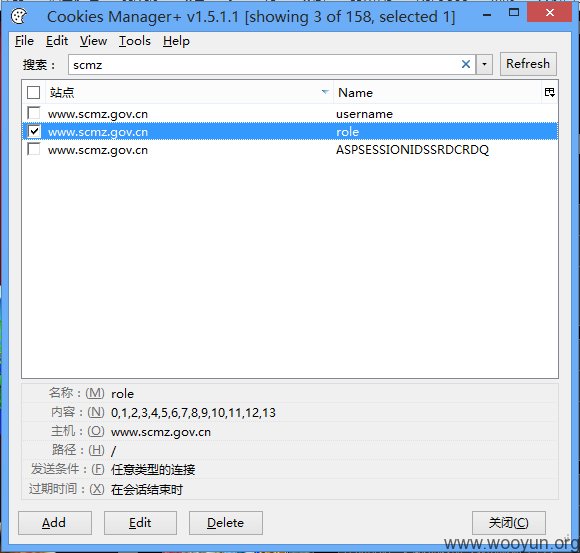 Cookies Manager+ v1.5.1.1 [showing 3 of 158, selected 1]
File Edit View Tools Help
搜索： scmz Refresh
站点 Name
www.scmz.gov.cn username
www.scmz.gov.cn role
www.scmz.gov.cn ASPSESSIONIDSSRDCRDQ
名称：(M) role
内容：(N) 0,1,2,3,4,5,6,7,8,9,10,11,12,13
主机：(O) www.scmz.gov.cn
路径：(H) /
发送条件：(F) 任意类型的连接
过期时间：(X) 在会话结束时
Add Edit Delete 关闭(C)
www.wooyun.org